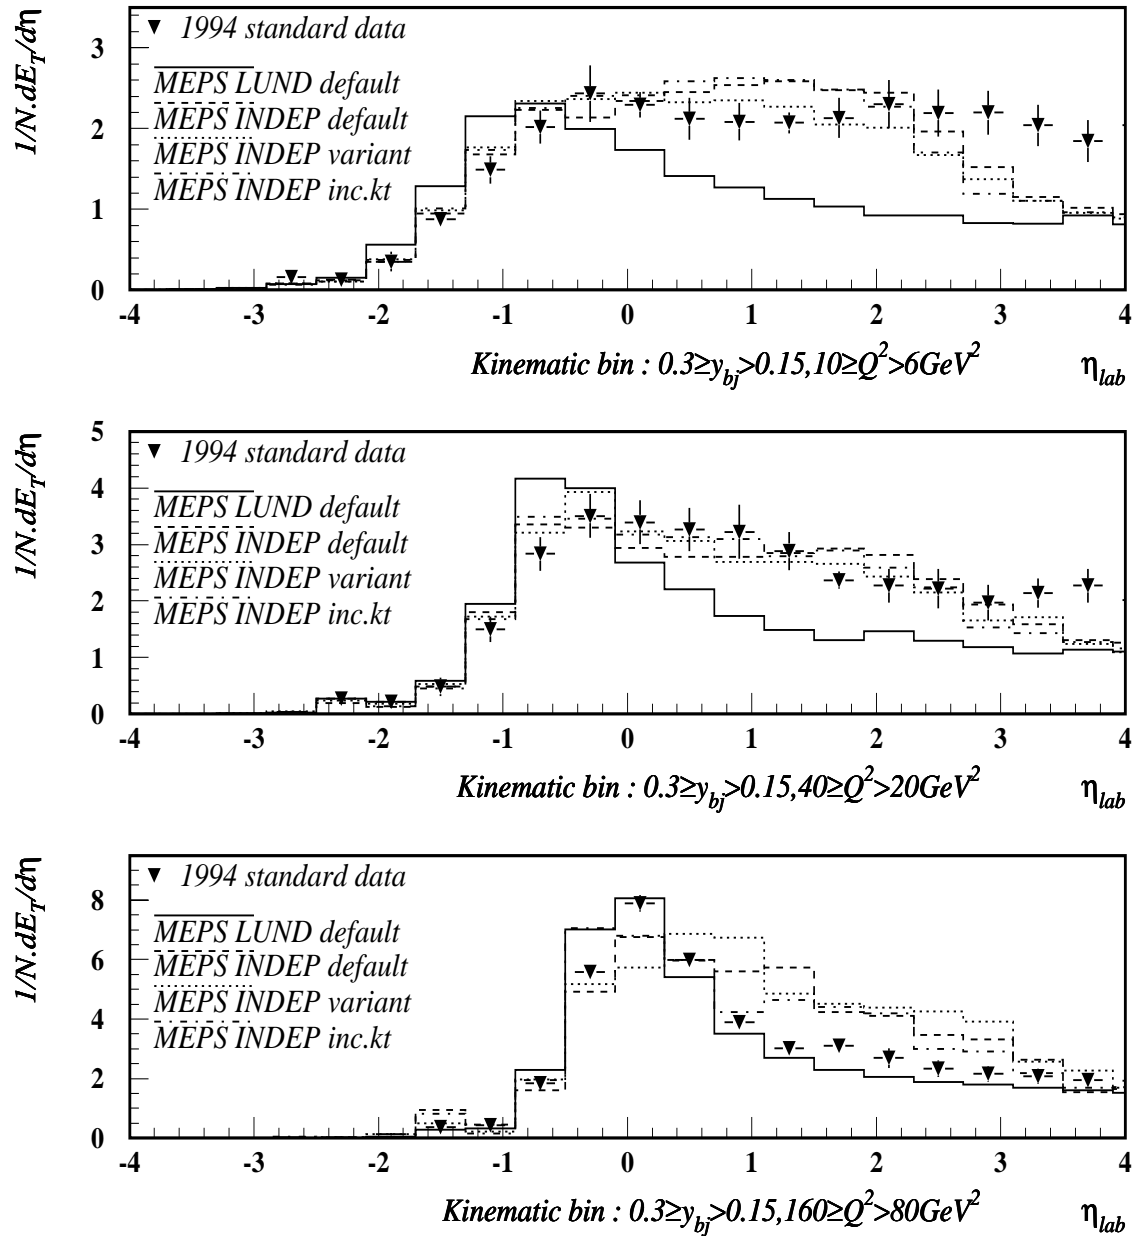 1/N.dE_T/dη
▼ 1994 standard data
MEPS LUND default
MEPS INDEP default
MEPS INDEP variant
MEPS INDEP inc.kt
3
2
1
0
-4 -3 -2 -1 0 1 2 3 4
Kinematic bin : 0.3≥y_bj>0.15,10≥Q²>6GeV²
η_lab
1/N.dE_T/dη
▼ 1994 standard data
MEPS LUND default
MEPS INDEP default
MEPS INDEP variant
MEPS INDEP inc.kt
5
4
3
2
1
0
-4 -3 -2 -1 0 1 2 3 4
Kinematic bin : 0.3≥y_bj>0.15,40≥Q²>20GeV²
η_lab
1/N.dE_T/dη
▼ 1994 standard data
MEPS LUND default
MEPS INDEP default
MEPS INDEP variant
MEPS INDEP inc.kt
8
6
4
2
0
-4 -3 -2 -1 0 1 2 3 4
Kinematic bin : 0.3≥y_bj>0.15,160≥Q²>80GeV²
η_lab